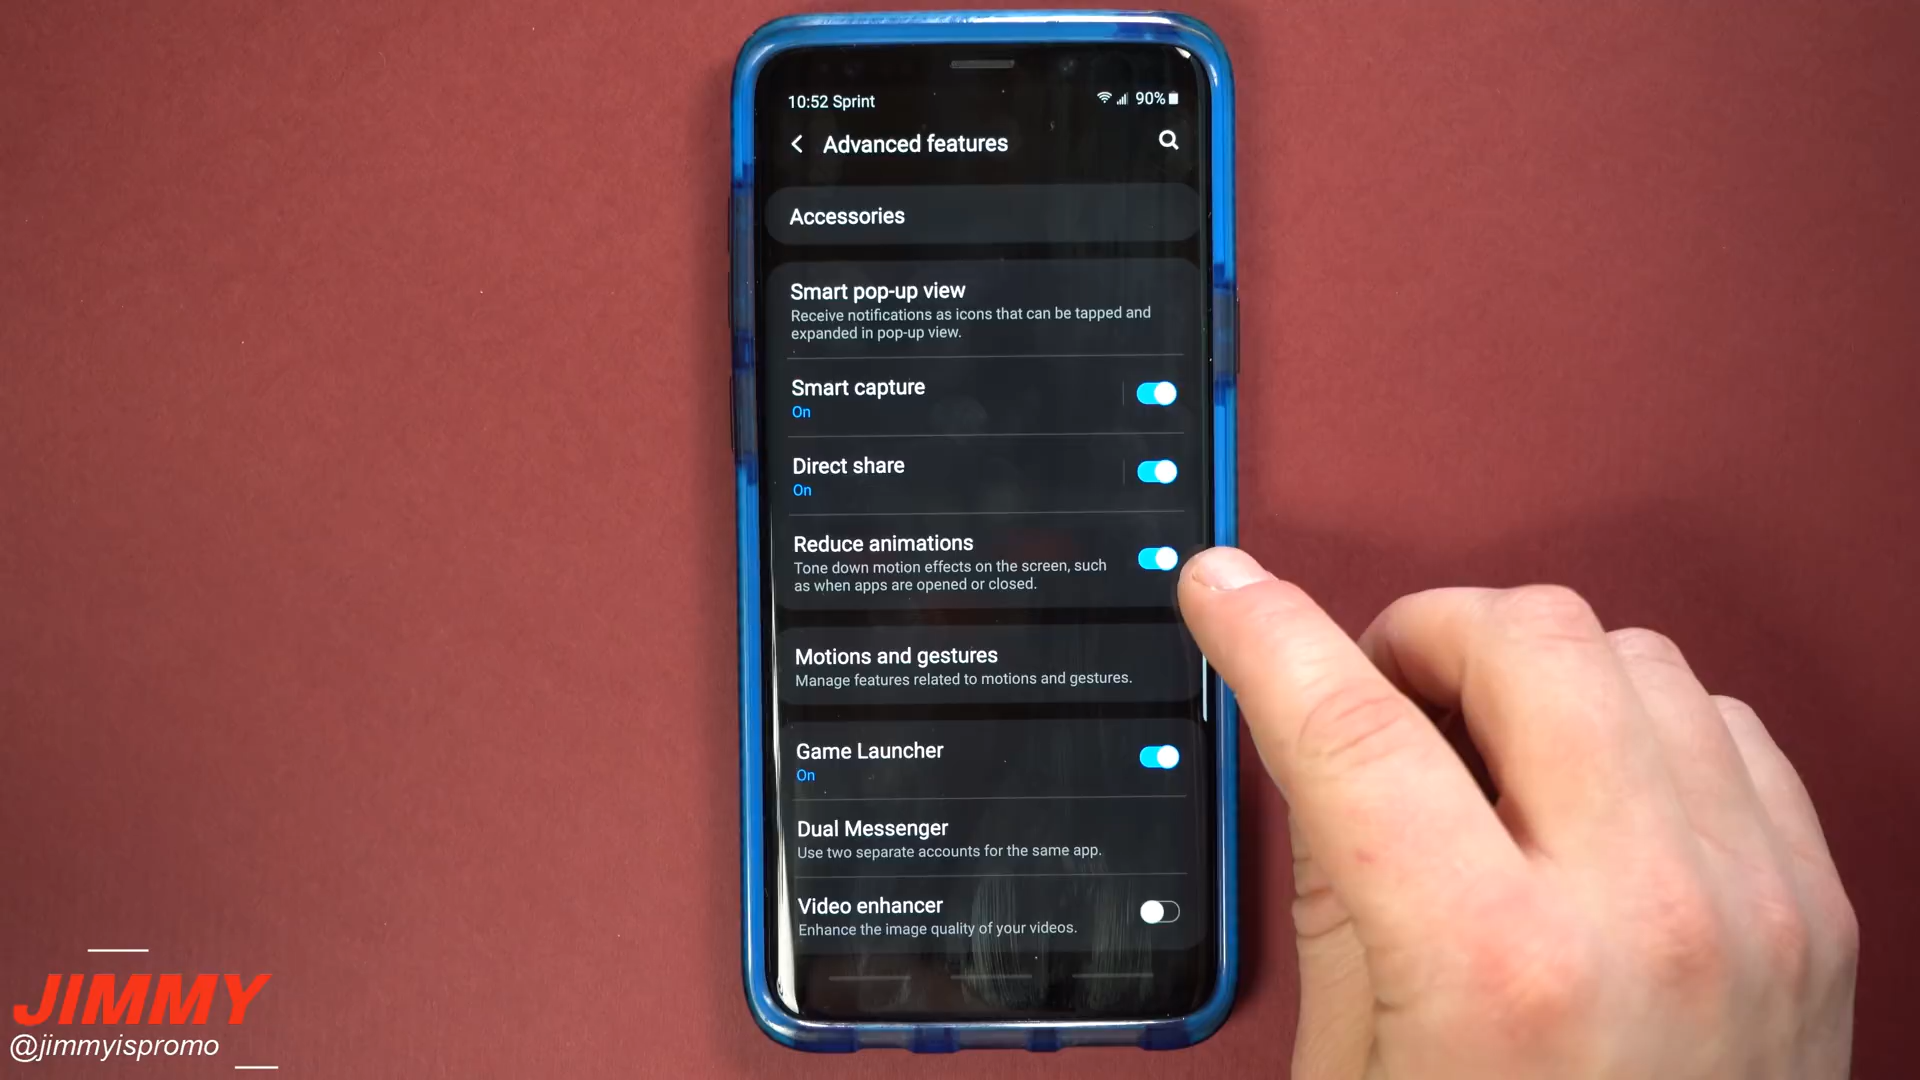 10:52 Sprint
90%
Advanced features
Accessories
Smart pop-up view
Receive notifications as icons that can be tapped and
expanded in pop-up view.
Smart capture
On
Direct share
On
Reduce animations
Tone down motion effects on the screen, such
as when apps are opened or closed.
Motions and gestures
Manage features related to motions and gestures.
Game Launcher
On
Dual Messenger
Use two separate accounts for the same app.
Video enhancer
Enhance the image quality of your videos.
JIMMY
@jimmyispromo